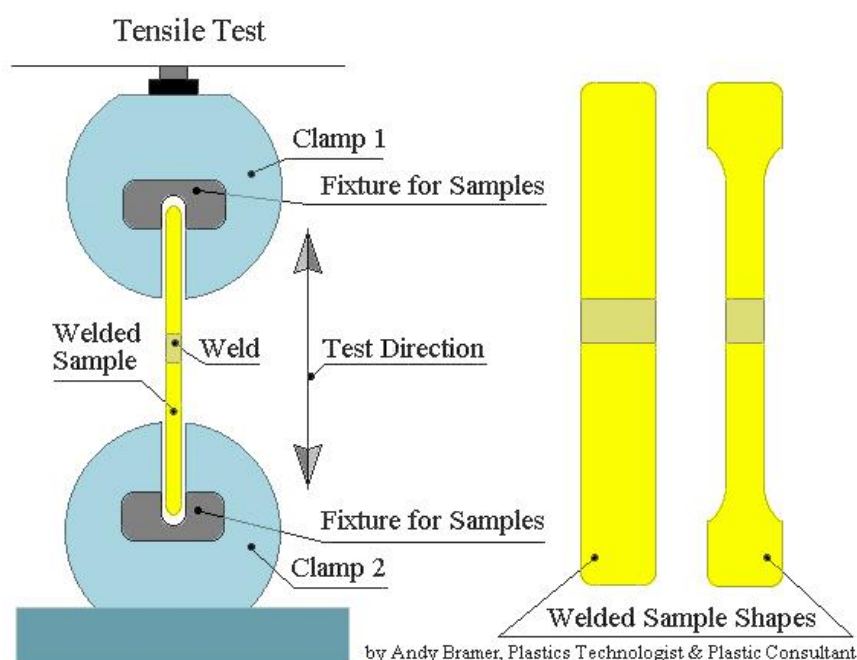 Tensile Test
Clamp 1
Fixture for Samples
Welded
Sample
Weld
Test Direction
Fixture for Samples
Clamp 2
Welded Sample Shapes
by Andy Bramer, Plastics Technologist & Plastic Consultant